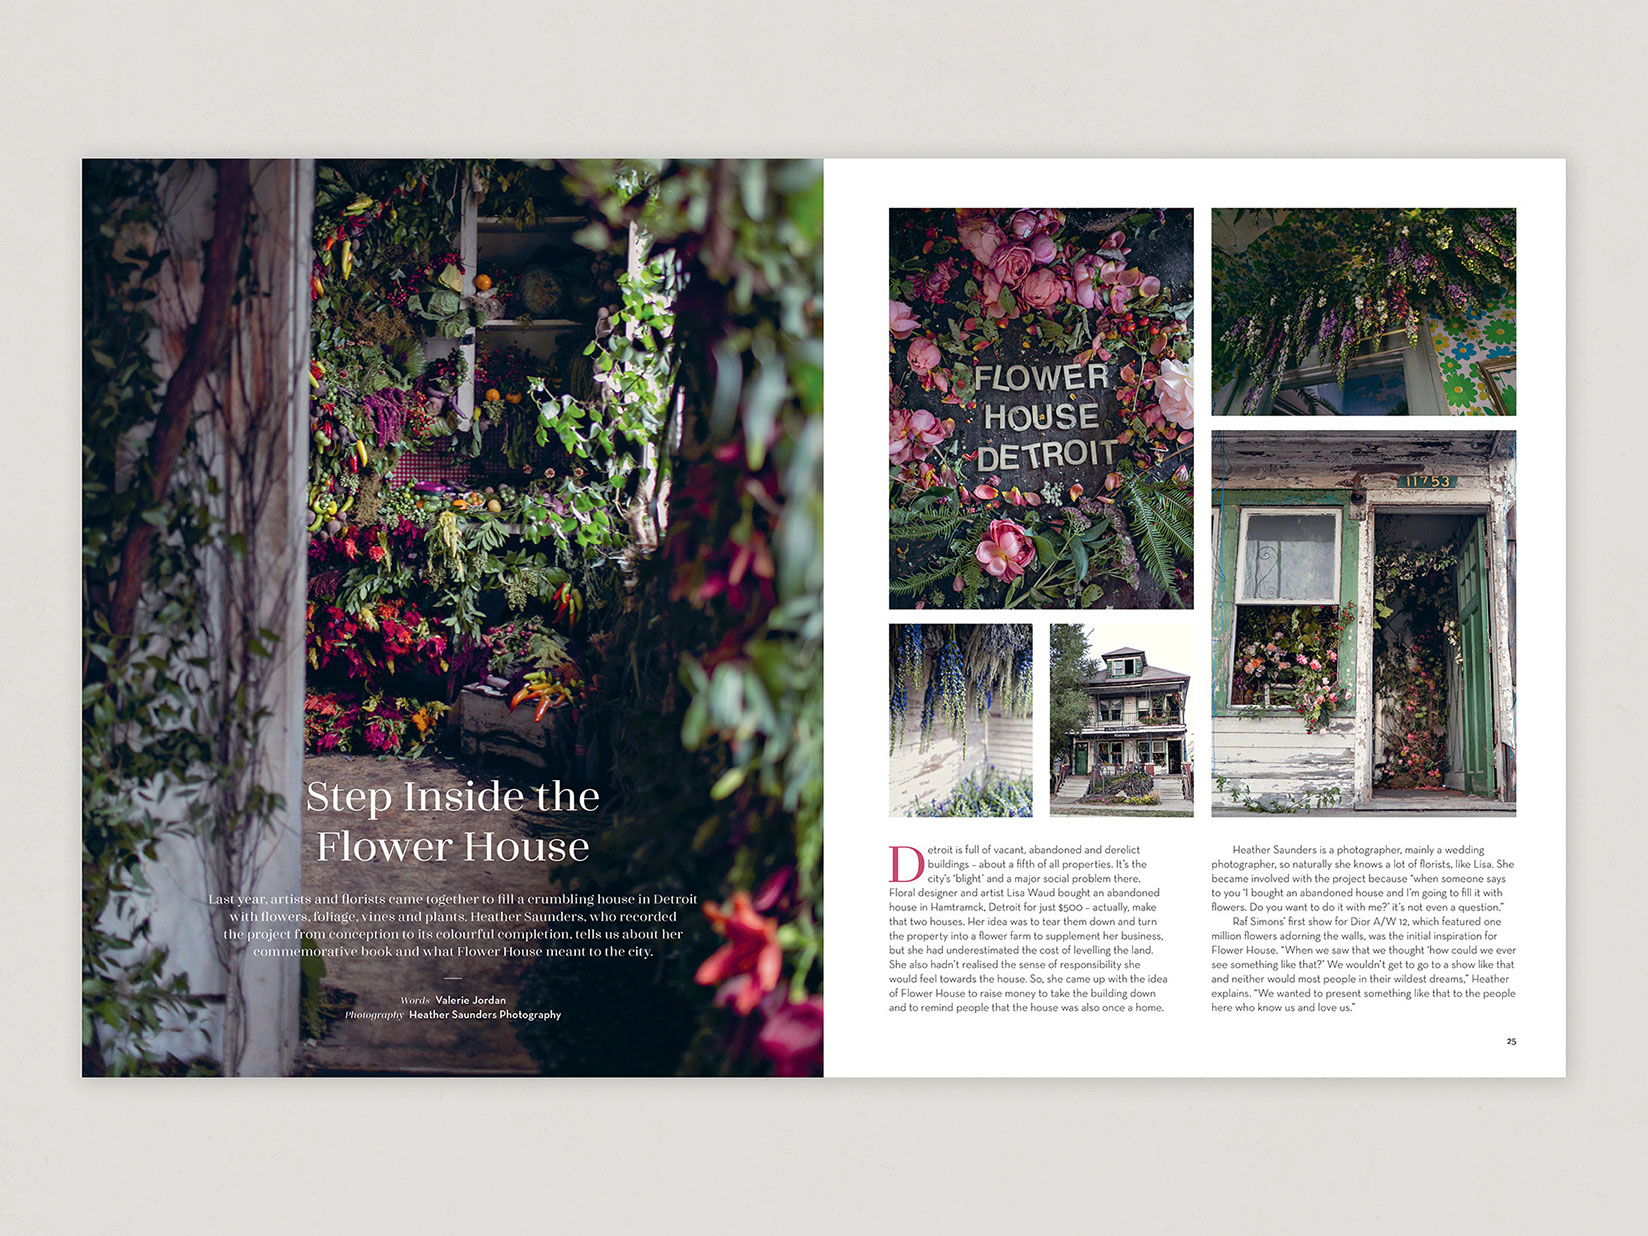 Step Inside the
Flower House
Last year, artists and florists came together to fill a crumbling house in Detroit
with flowers, foliage, vines and plants. Heather Saunders, who recorded
the project from conception to its colourful completion, tells us about her
commemorative book and what Flower House meant to the city.
Words Valerie Jordan
Photography Heather Saunders Photography
FLOWER
HOUSE
DETROIT
11753
Detroit is full of vacant, abandoned and derelict
buildings – about a fifth of all properties. It's the
city's 'blight' and a major social problem there.
Floral designer and artist Lisa Waud bought an abandoned
house in Hamtramck, Detroit for just $500 – actually, make
that two houses. Her idea was to tear them down and turn
the property into a flower farm to supplement her business,
but she had underestimated the cost of levelling the land.
She also hadn't realised the sense of responsibility she
would feel towards the house. So, she came up with the idea
of Flower House to raise money to take the building down
and to remind people that the house was also once a home.
Heather Saunders is a photographer, mainly a wedding
photographer, so naturally she knows a lot of florists, like Lisa. She
became involved with the project because "when someone says
to you 'I bought an abandoned house and I'm going to fill it with
flowers. Do you want to do it with me?' it's not even a question."
Raf Simons' first show for Dior A/W 12, which featured one
million flowers adorning the walls, was the initial inspiration for
Flower House. "When we saw that we thought 'how could we ever
see something like that?' We wouldn't get to go to a show like that
and neither would most people in their wildest dreams," Heather
explains. "We wanted to present something like that to the people
here who know us and love us."
25